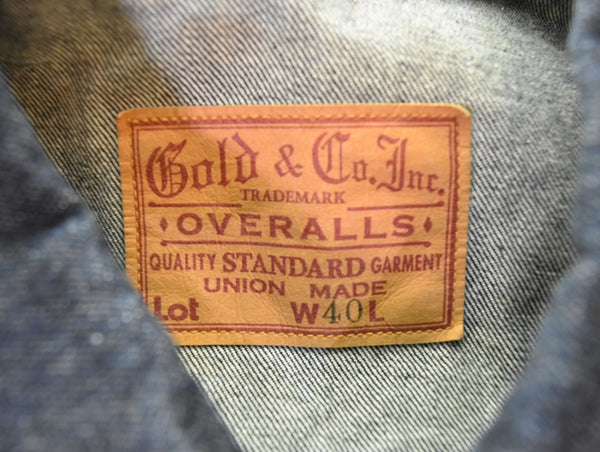 Gold & Co. Inc.
TRADEMARK
OVERALLS
QUALITY STANDARD GARMENT
UNION MADE
Lot W40L